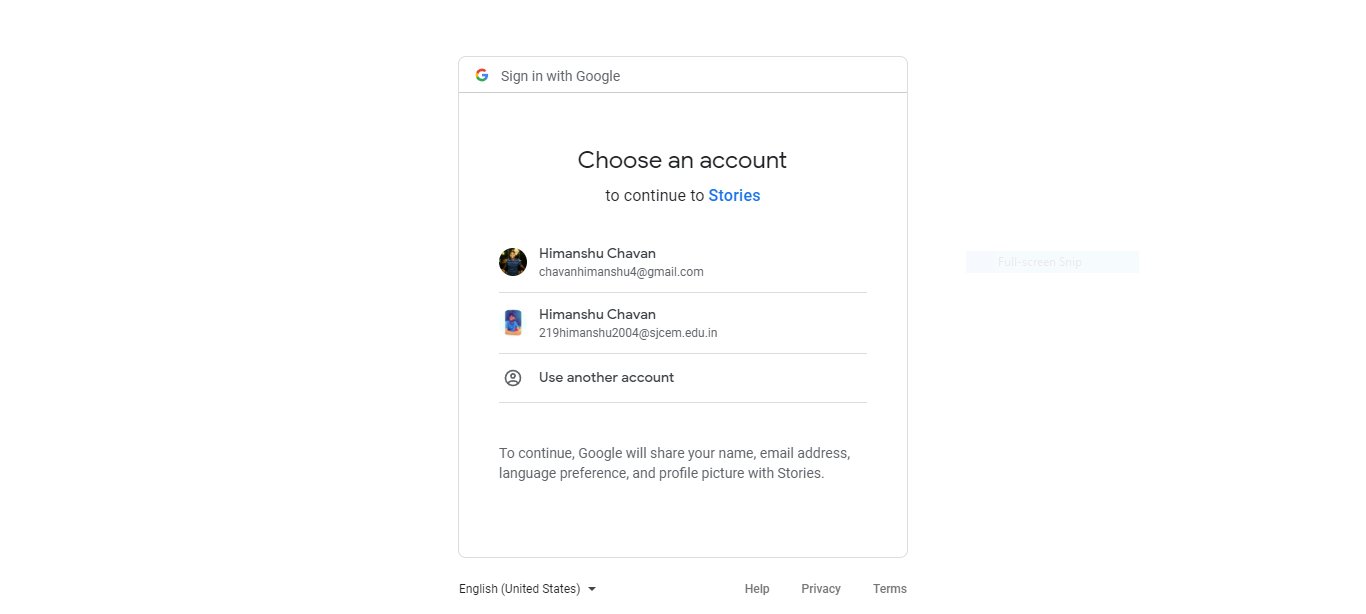 Sign in with Google
Choose an account
to continue to Stories
Full-screen Snip
Himanshu Chavan
chavanhimanshu4@gmail.com
Himanshu Chavan
219himanshu2004@sjcem.edu.in
Use another account
To continue, Google will share your name, email address,
language preference, and profile picture with Stories.
English (United States)
Help Privacy Terms